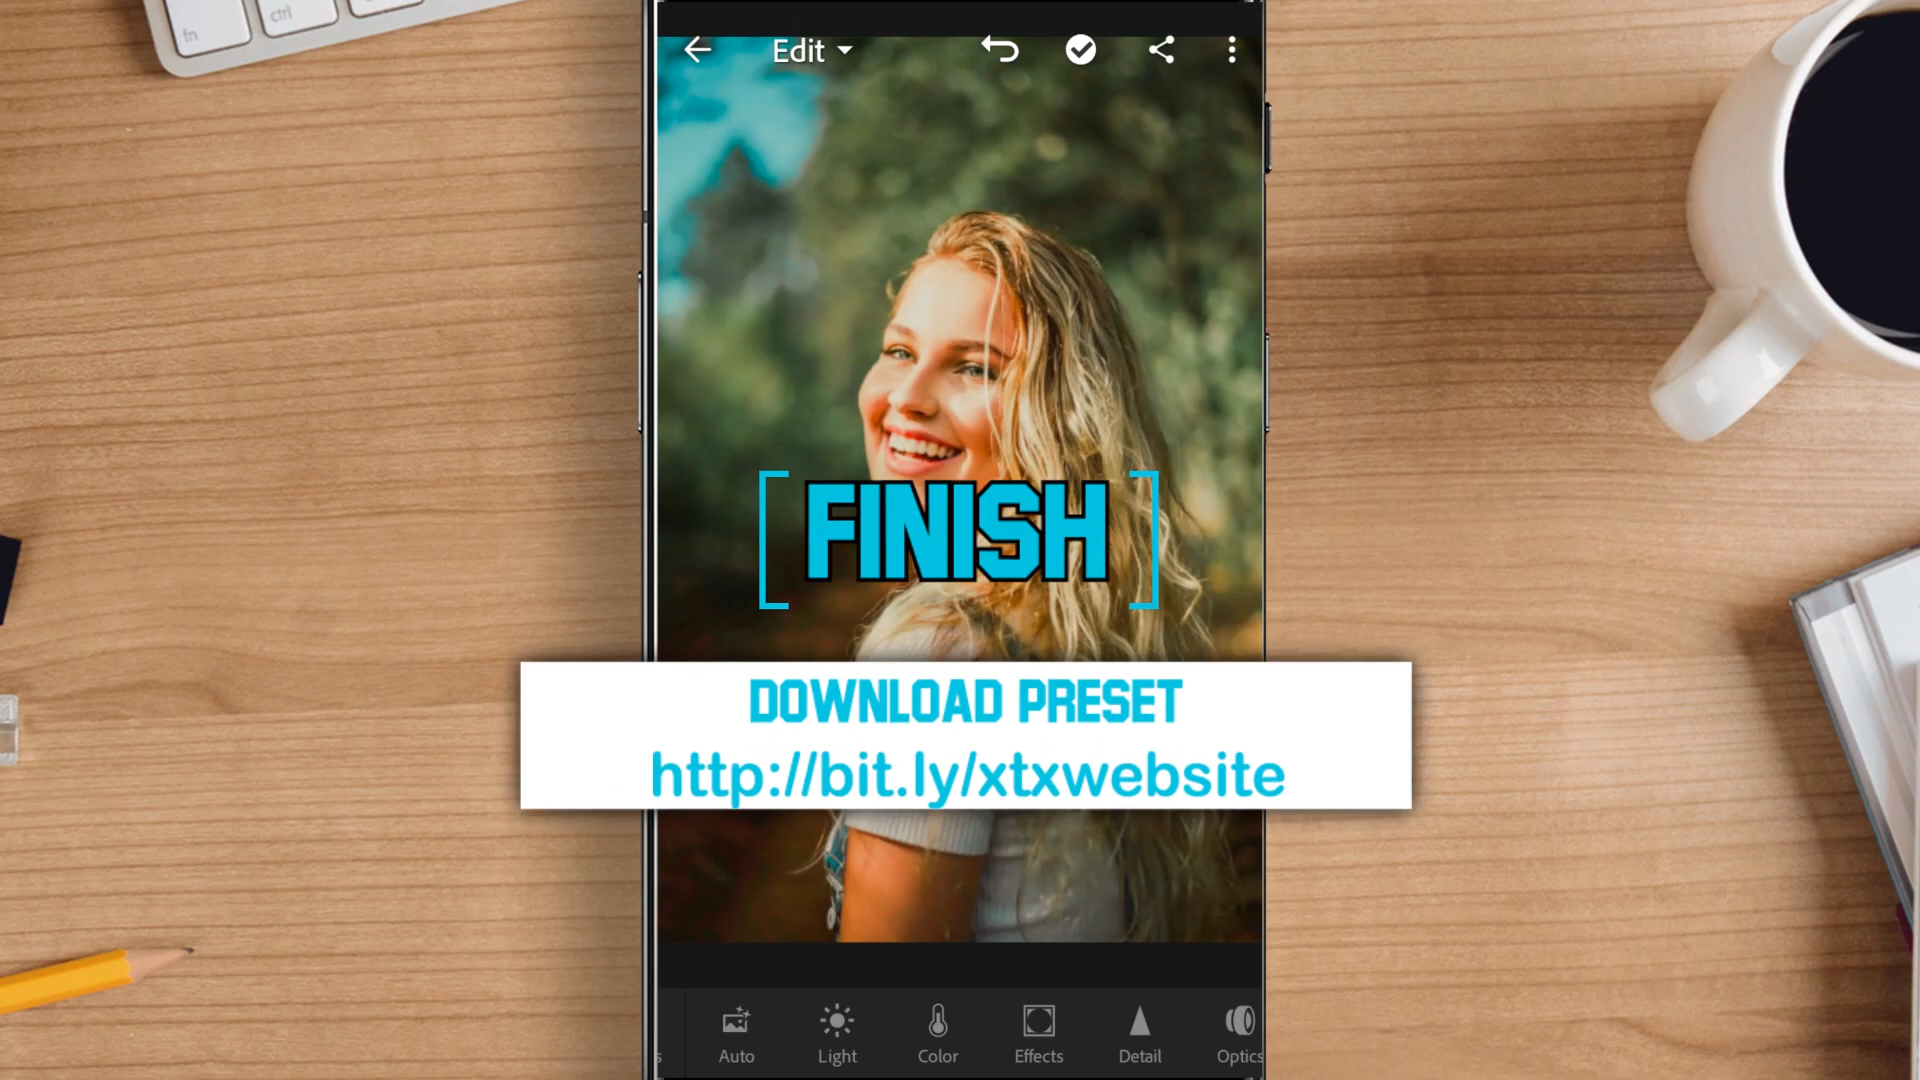 fn
ctrl
Edit
FINISH
DOWNLOAD PRESET
http://bit.ly/xtxwebsite
s
Auto
Light
Color
Effects
Detail
Optics